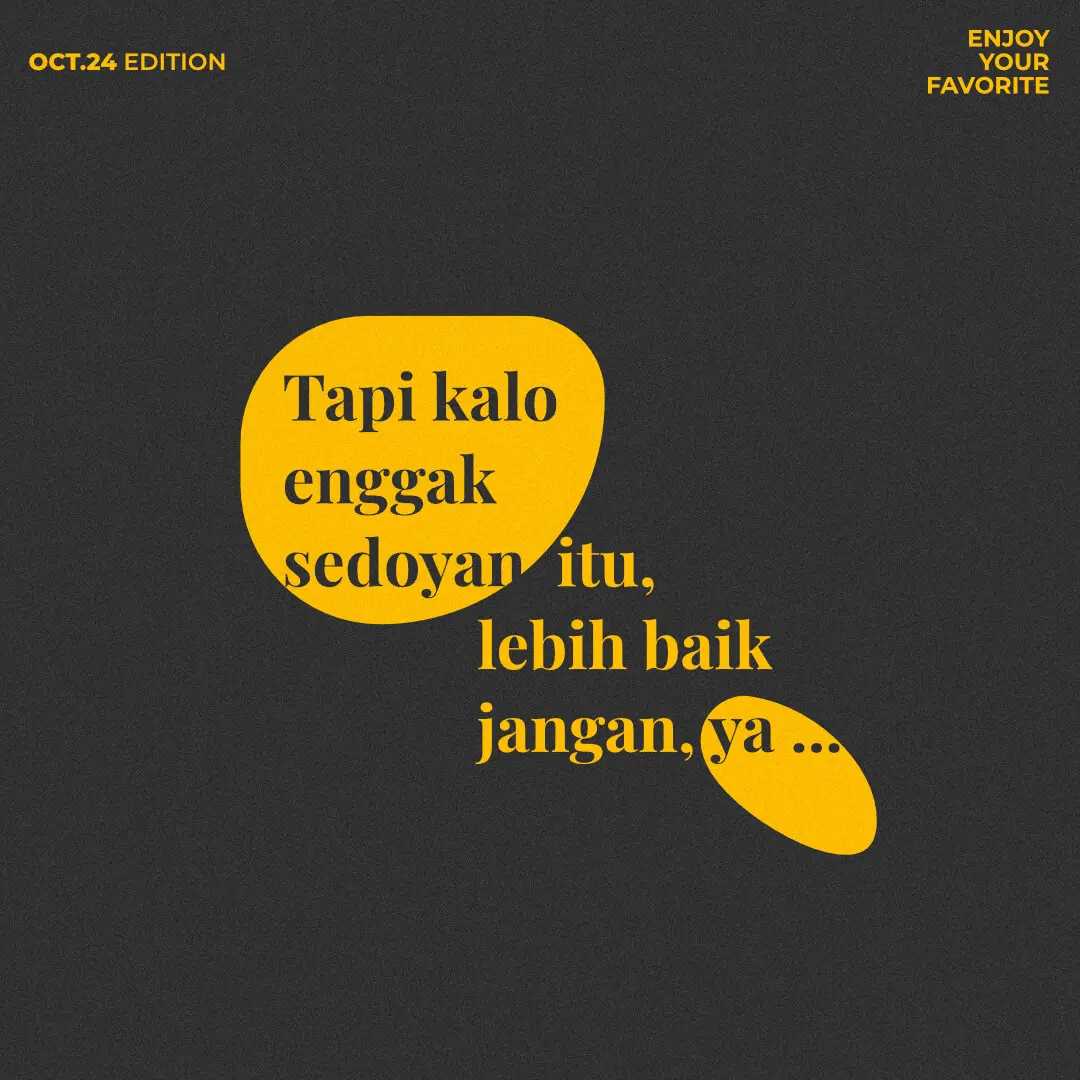 OCT.24 EDITION
ENJOY
YOUR
FAVORITE
Tapi kalo
enggak
sedoyan itu,
lebih baik
jangan, ya ...